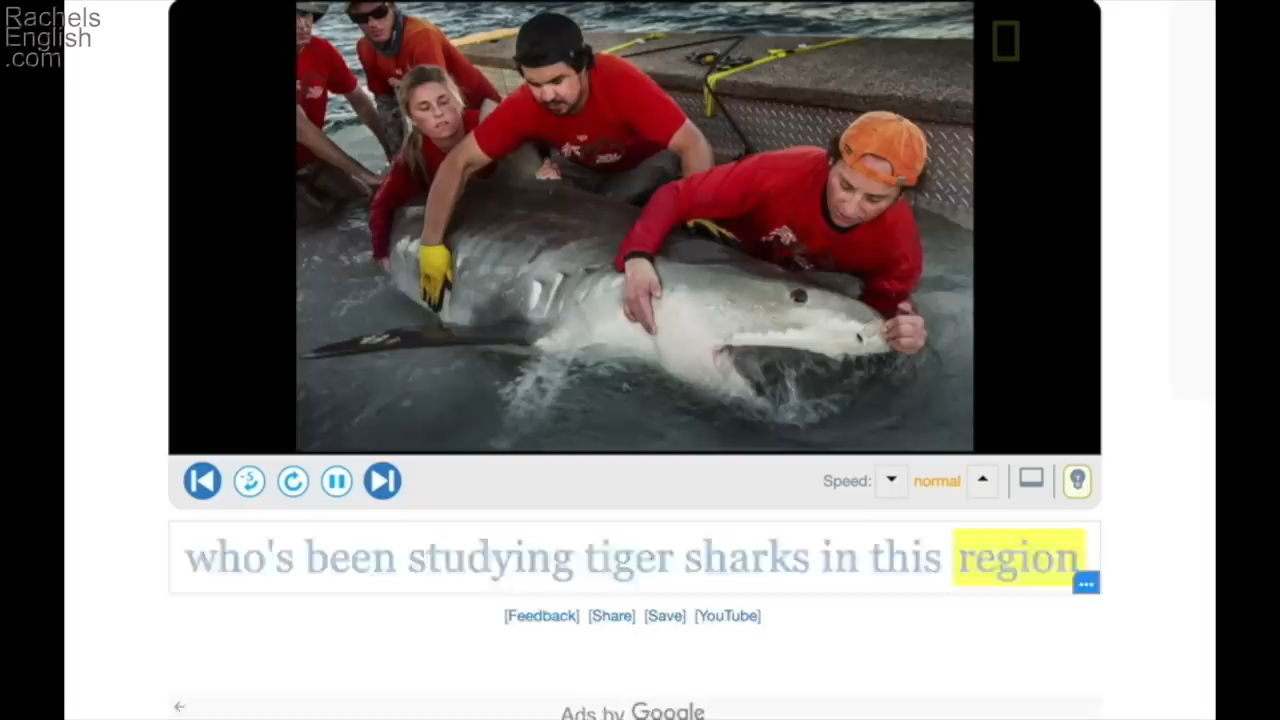 Rachels
English
.com
Speed: normal
who's been studying tiger sharks in this region
[Feedback] [Share] [Save] [YouTube]
Ads by Google